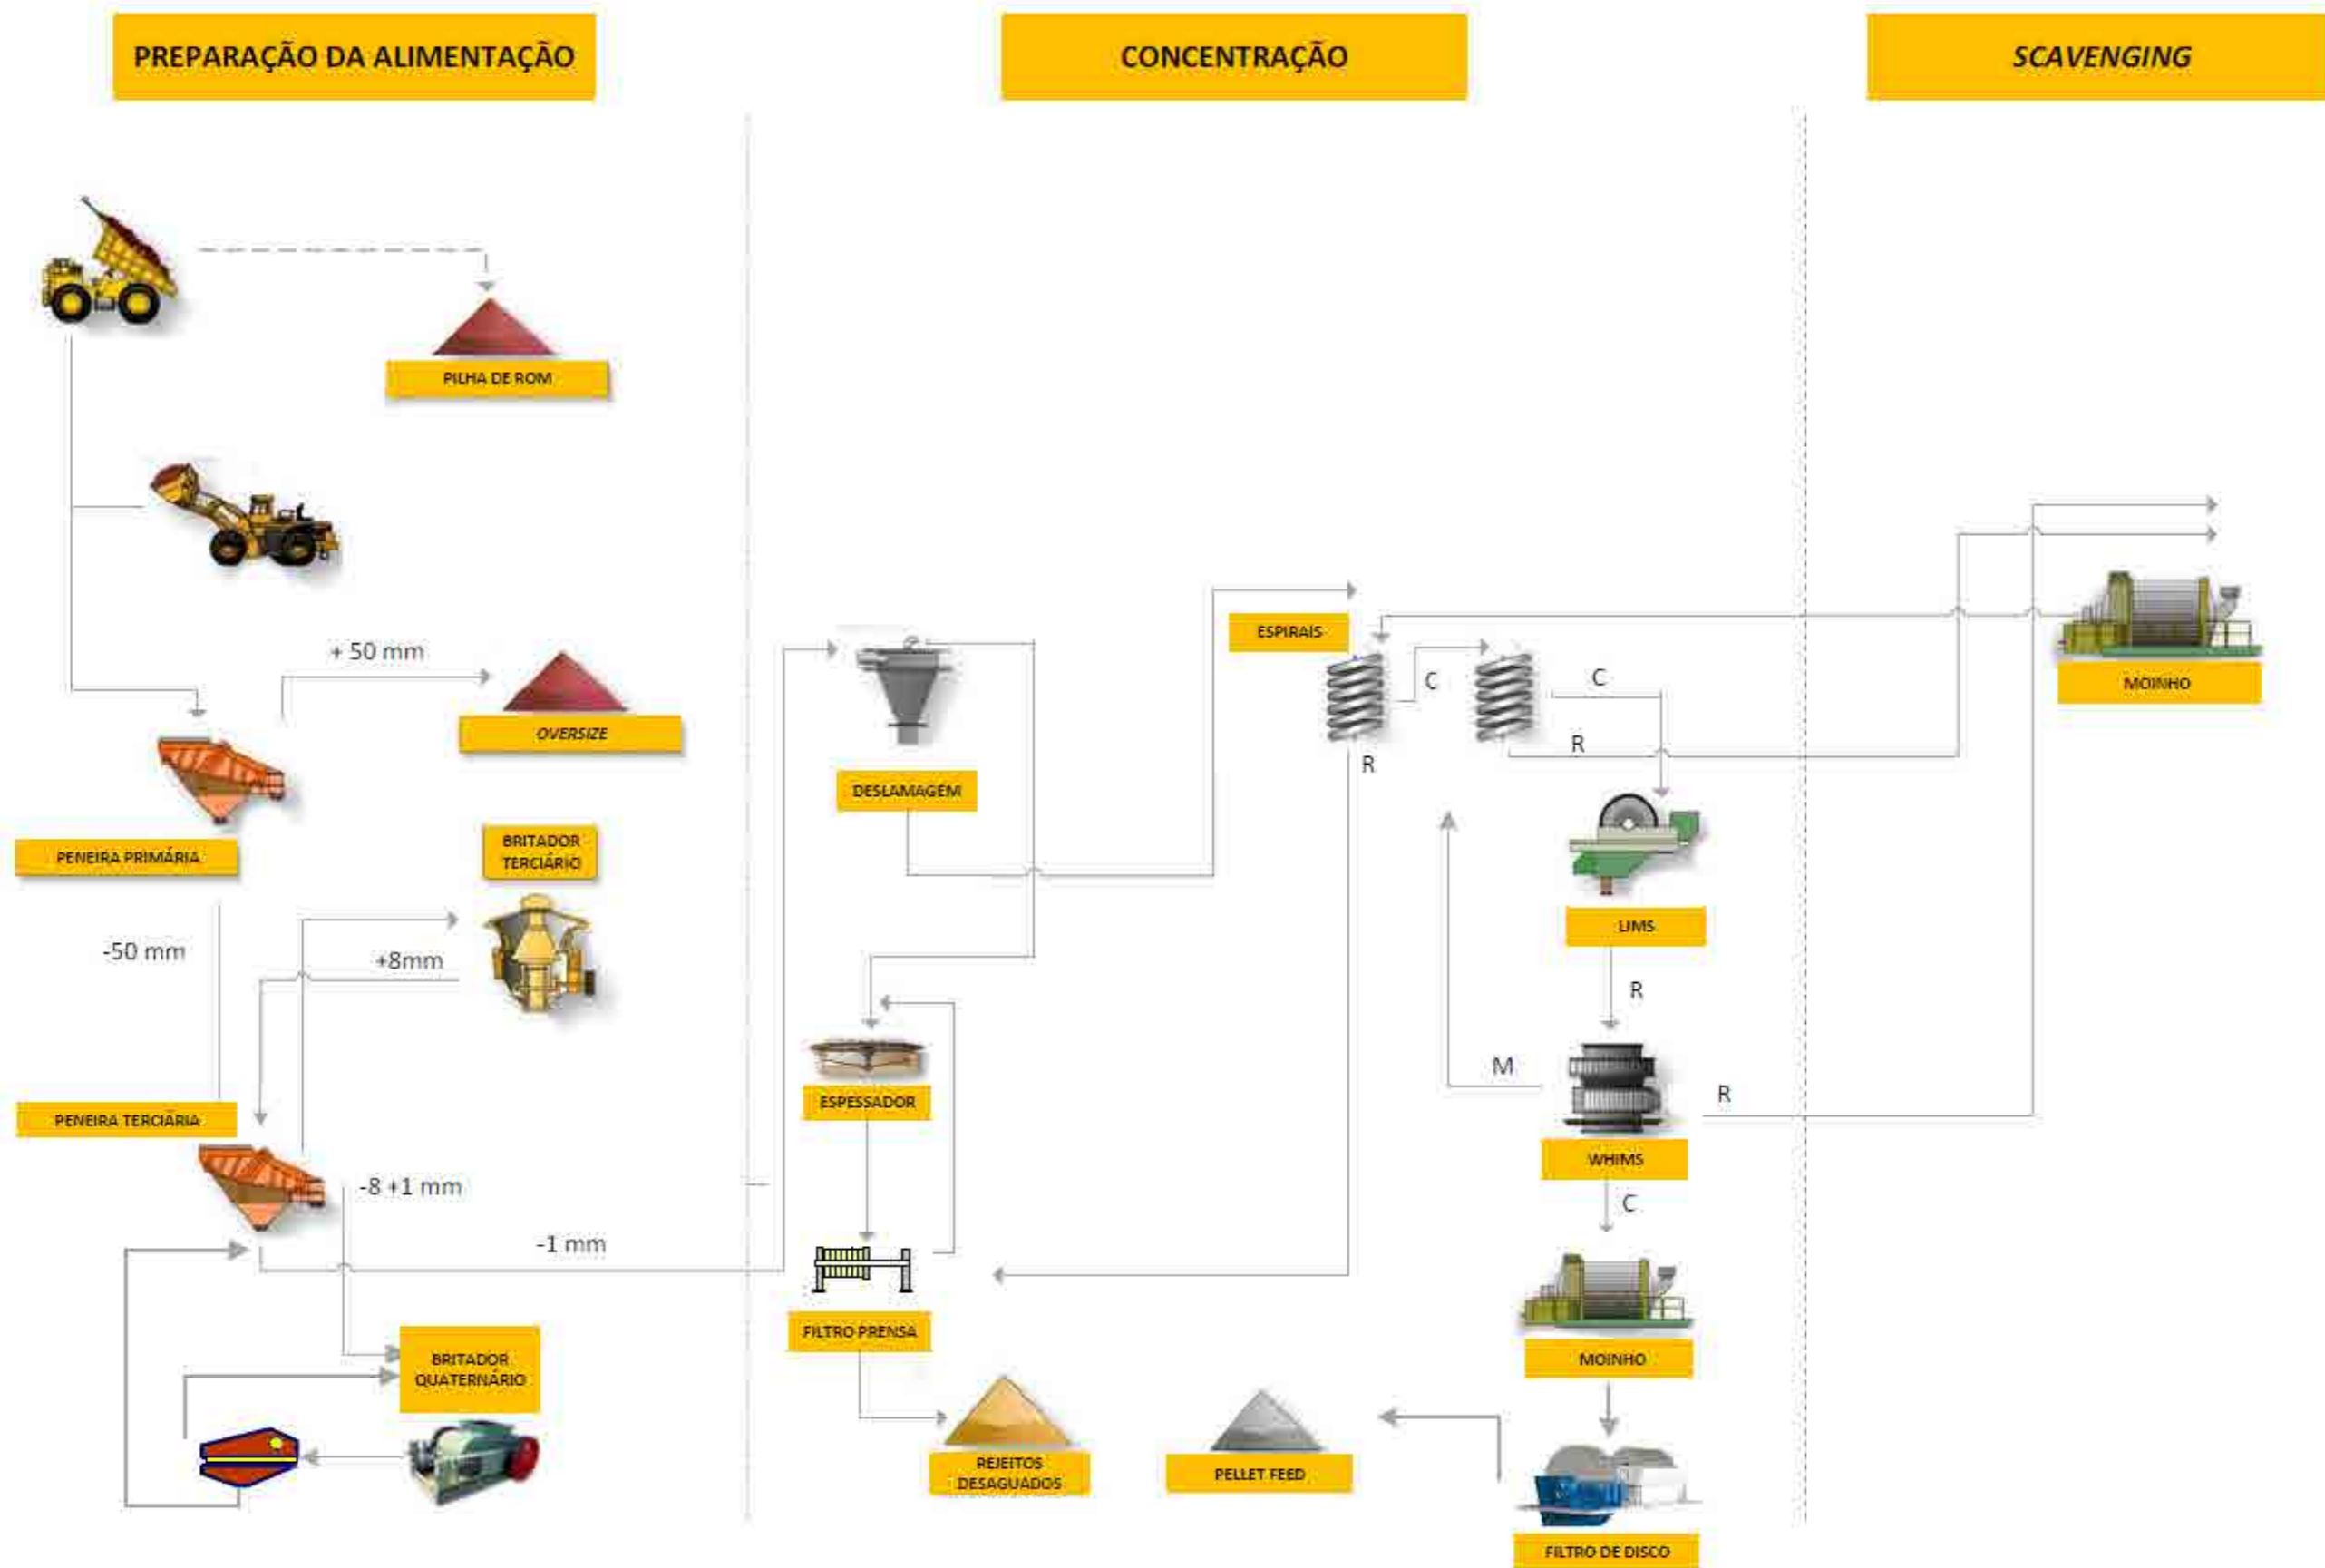 PREPARAÇÃO DA ALIMENTAÇÃO
CONCENTRAÇÃO
SCAVENGING
PILHA DE ROM
+ 50 mm
OVERSIZE
PENEIRA PRIMÁRIA
BRITADOR
TERCIÁRIO
-50 mm
+8mm
PENEIRA TERCIÁRIA
-8 +1 mm
-1 mm
BRITADOR
QUATERNÁRIO
DESLAMAGEM
ESPESSADOR
FILTRO PRENSA
REJEITOS
DESAGUADOS
PELLET FEED
ESPIRAIS
C
R
C
R
LIMS
R
M
R
WHIMS
C
MOINHO
FILTRO DE DISCO
MOINHO